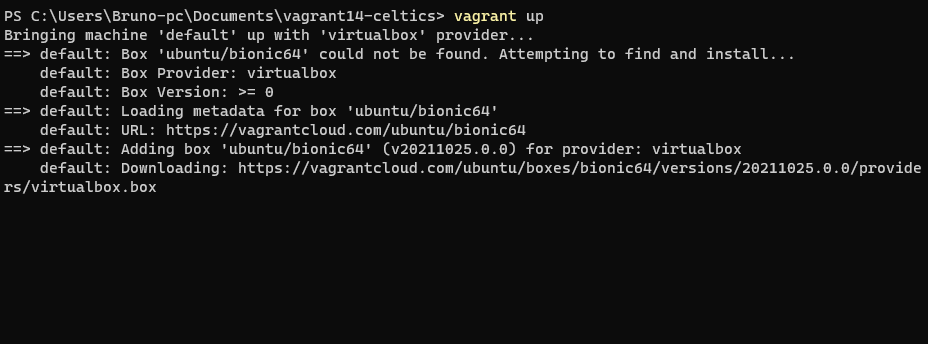 PS C:\Users\Bruno-pc\Documents\vagrant14-celtics> vagrant up
Bringing machine 'default' up with 'virtualbox' provider...
==> default: Box 'ubuntu/bionic64' could not be found. Attempting to find and install...
    default: Box Provider: virtualbox
    default: Box Version: >= 0
==> default: Loading metadata for box 'ubuntu/bionic64'
    default: URL: https://vagrantcloud.com/ubuntu/bionic64
==> default: Adding box 'ubuntu/bionic64' (v20211025.0.0) for provider: virtualbox
    default: Downloading: https://vagrantcloud.com/ubuntu/boxes/bionic64/versions/20211025.0.0/provide
rs/virtualbox.box